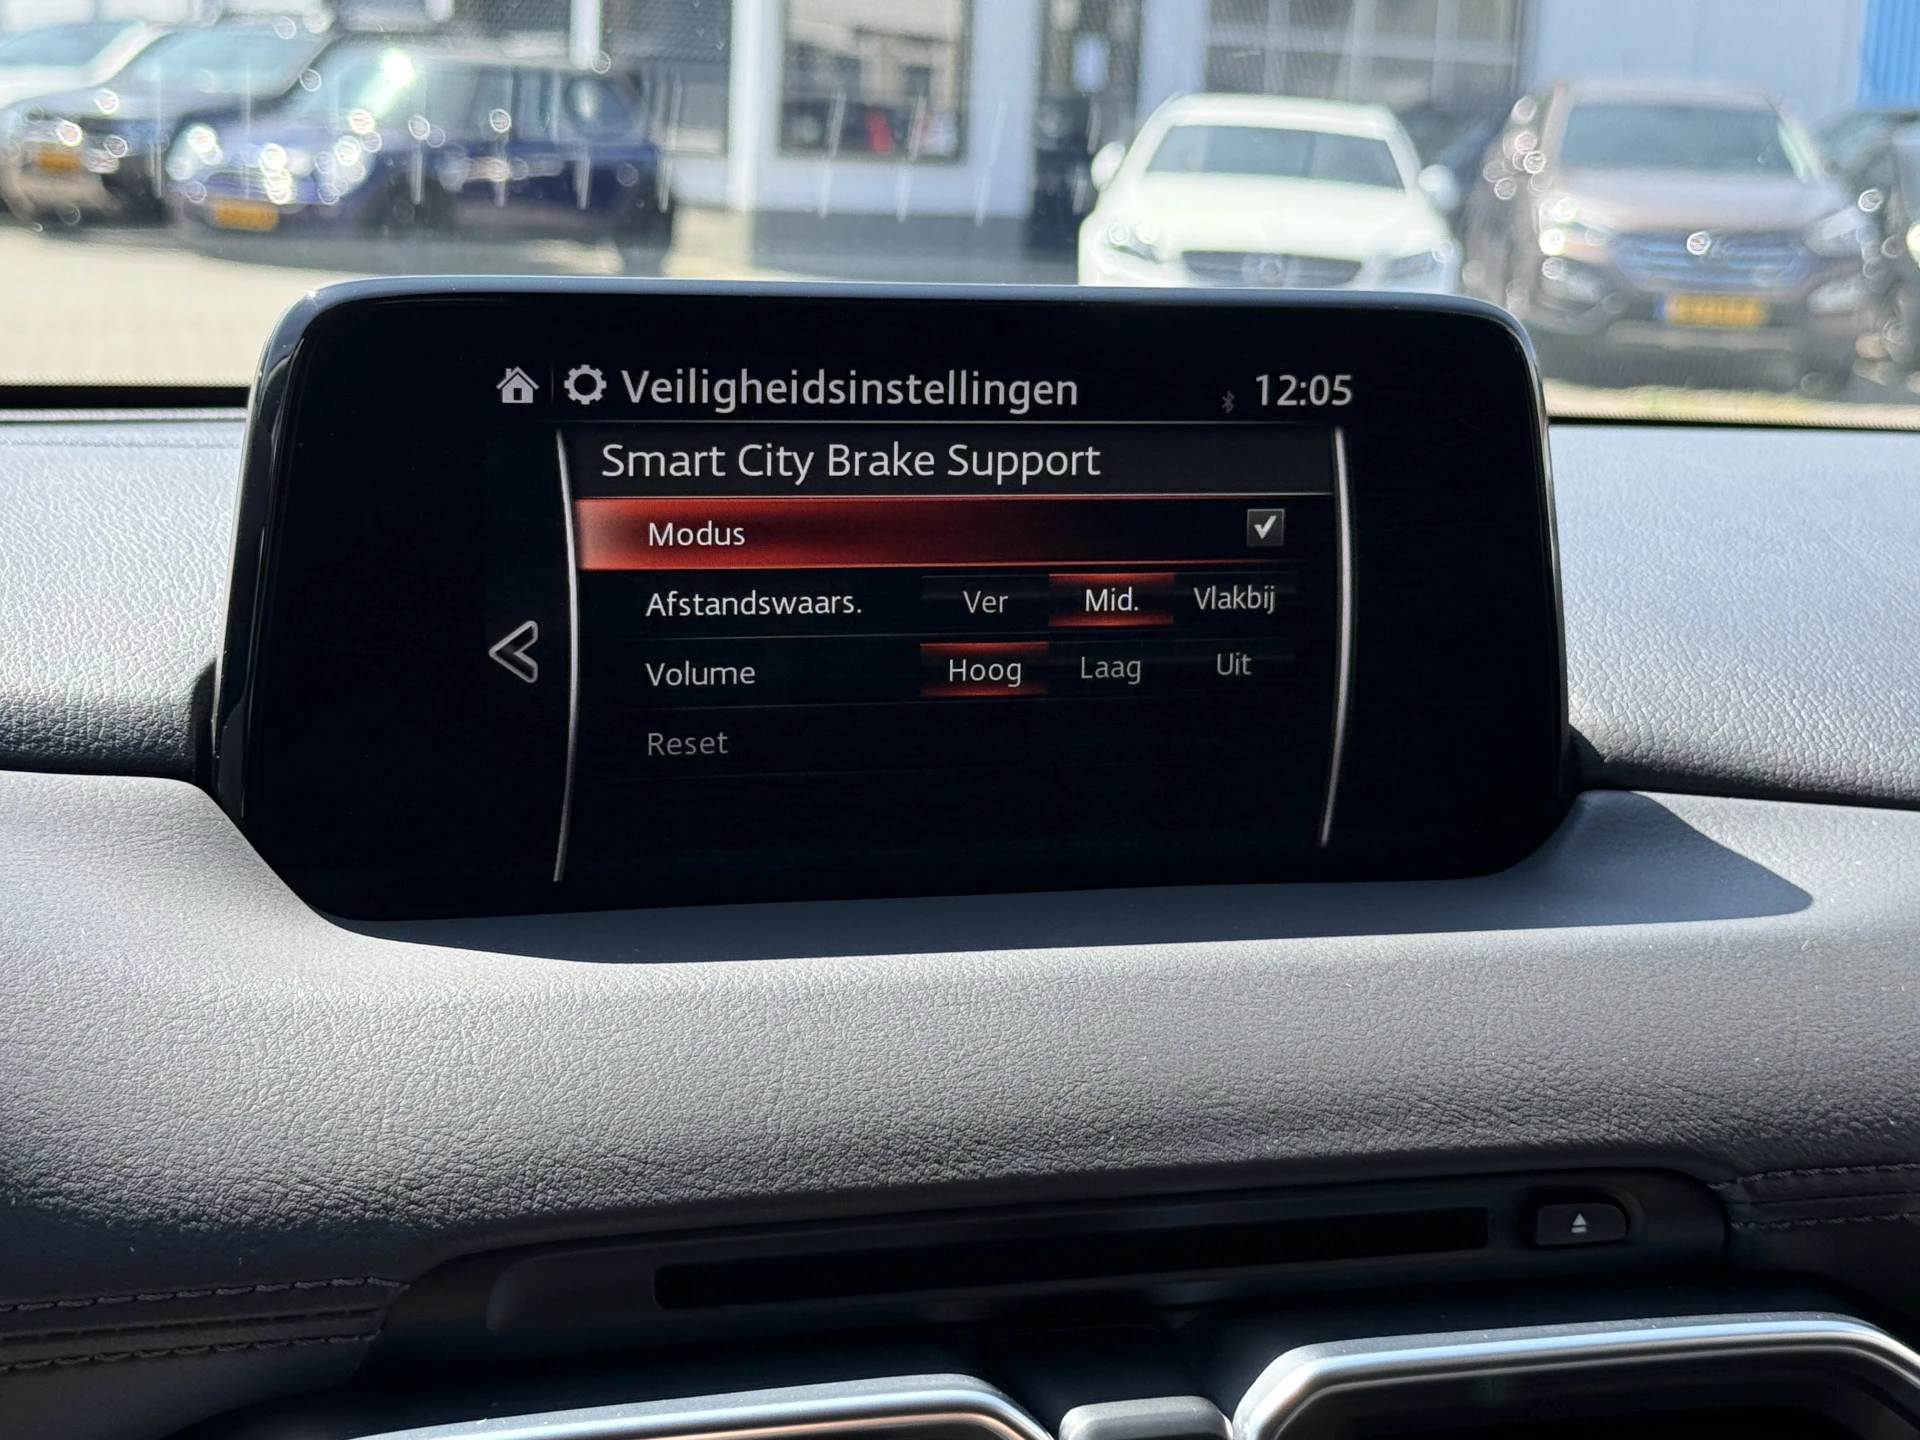 Veiligheidsinstellingen 12:05
Smart City Brake Support
Modus
Afstandswaars. Ver Mid. Vlakbij
Volume Hoog Laag Uit
Reset